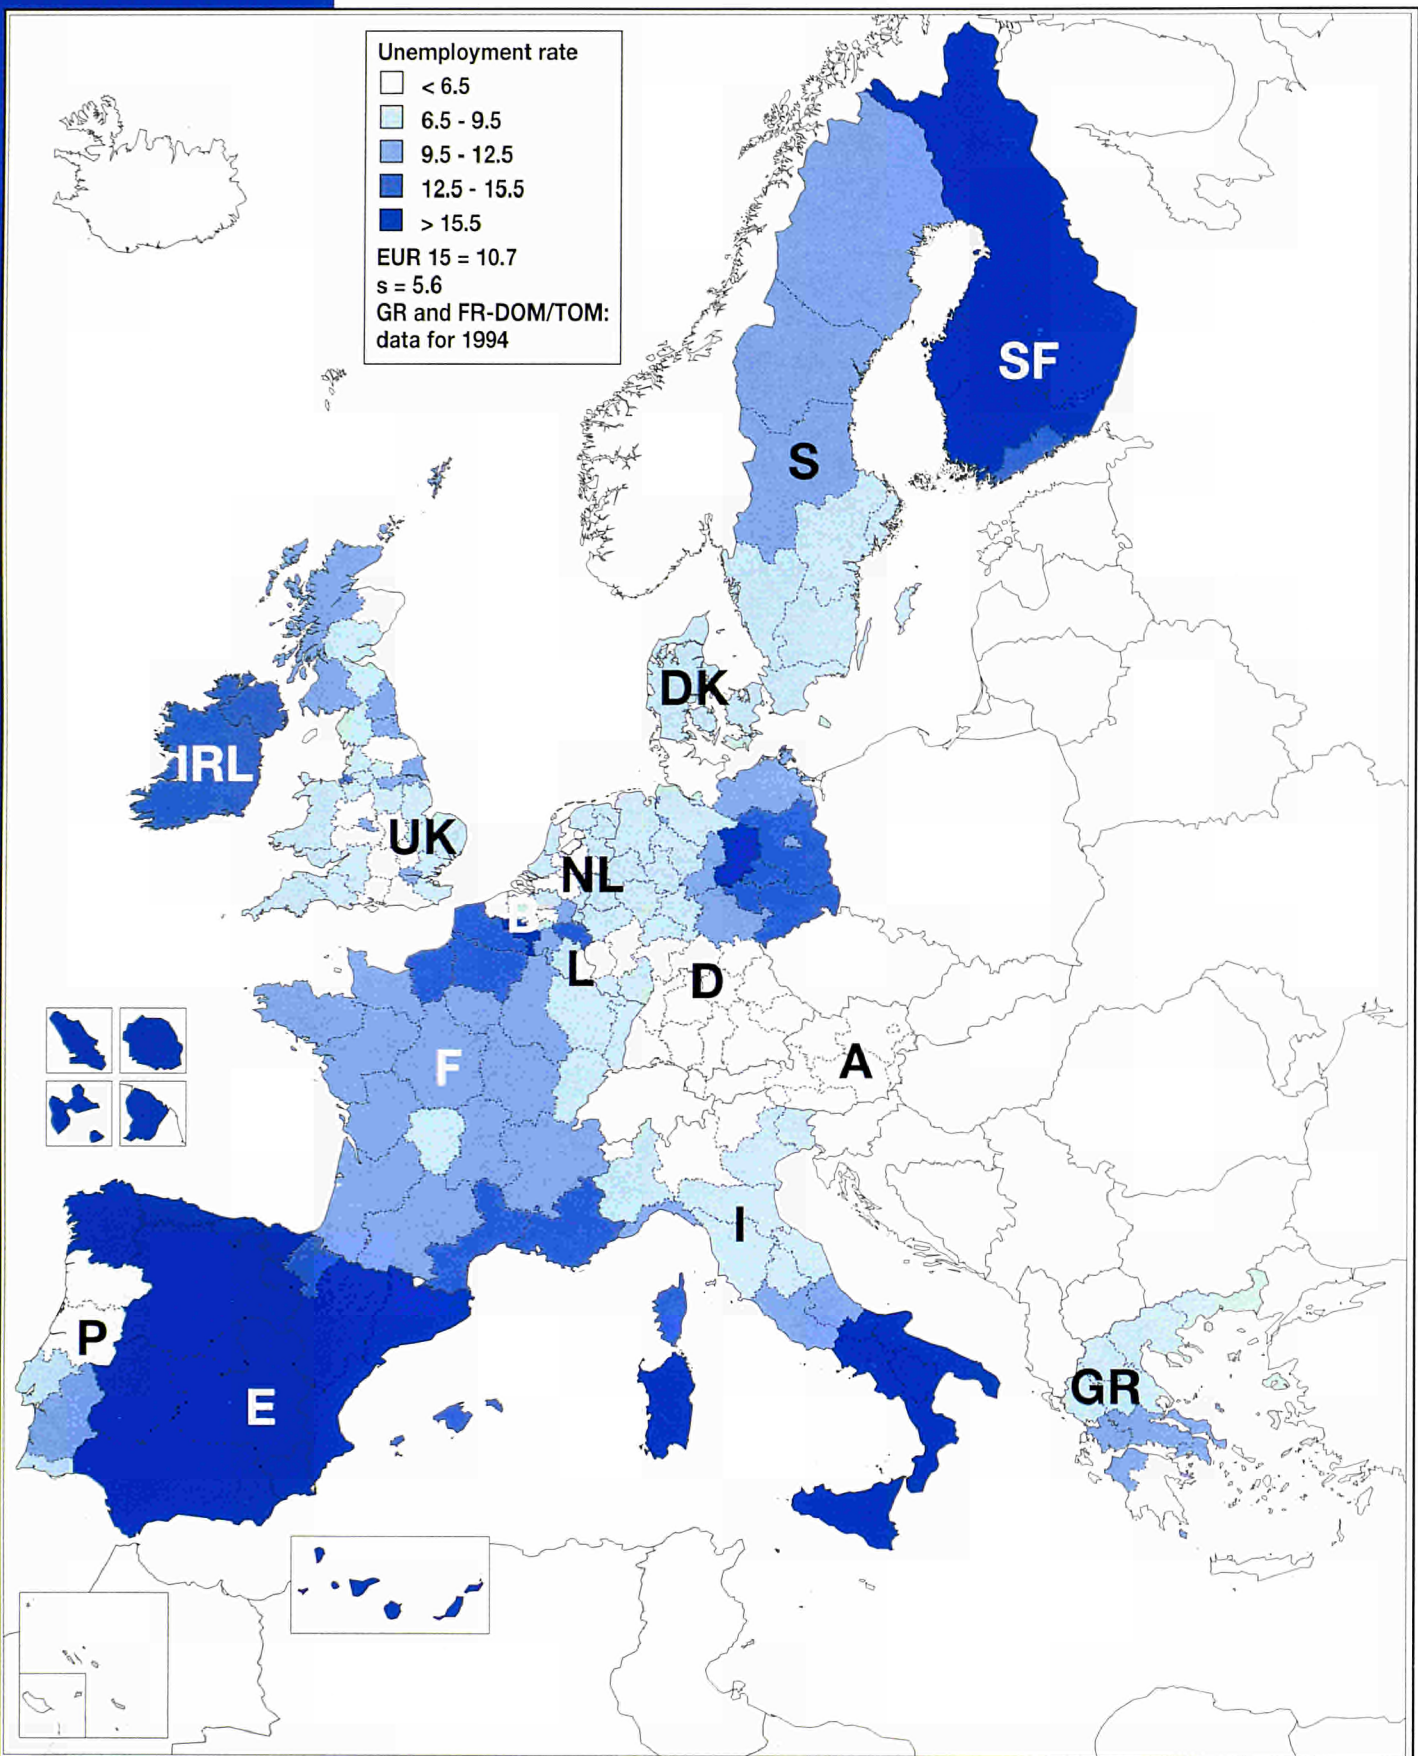 Unemployment rate
< 6.5
6.5 - 9.5
9.5 - 12.5
12.5 - 15.5
> 15.5
EUR 15 = 10.7
s = 5.6
GR and FR-DOM/TOM:
data for 1994
SF
S
DK
IRL
UK
NL
B
L
D
F
A
I
P
E
GR